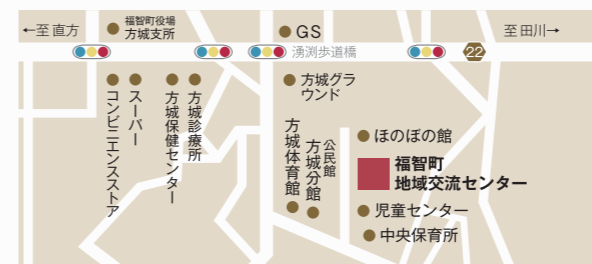 ←至直方
福智町役場
方城支所
GS
至田川→
湧渕歩道橋
22
コンビニエンスストア
スーパー
方城保健センター
方城診療所
方城グラ
ウンド
方城体育館
公民館
方城分館
ほのぼの館
福智町
地域交流センター
児童センター
中央保育所